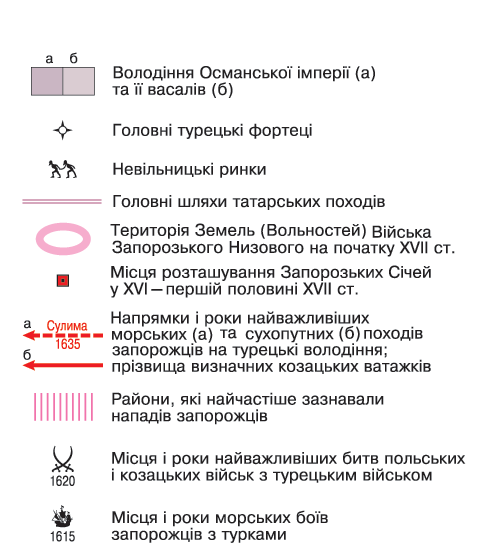 а б
Володіння Османської імперії (а)
та її васалів (б)
Головні турецькі фортеці
Невільницькі ринки
Головні шляхи татарських походів
Територія Земель (Вольностей) Війська
Запорозького Низового на початку XVII ст.
Місця розташування Запорозьких Січей
у XVI – першій половині XVII ст.
а Сулима
1635
б
Напрямки і роки найважливіших
морських (а) та сухопутних (б) походів
запорожців на турецькі володіння;
прізвища визначних козацьких ватажків
Райони, які найчастіше зазнавали
нападів запорожців
1620
Місця і роки найважливіших битв польських
і козацьких військ з турецьким військом
1615
Місця і роки морських боїв
запорожців з турками